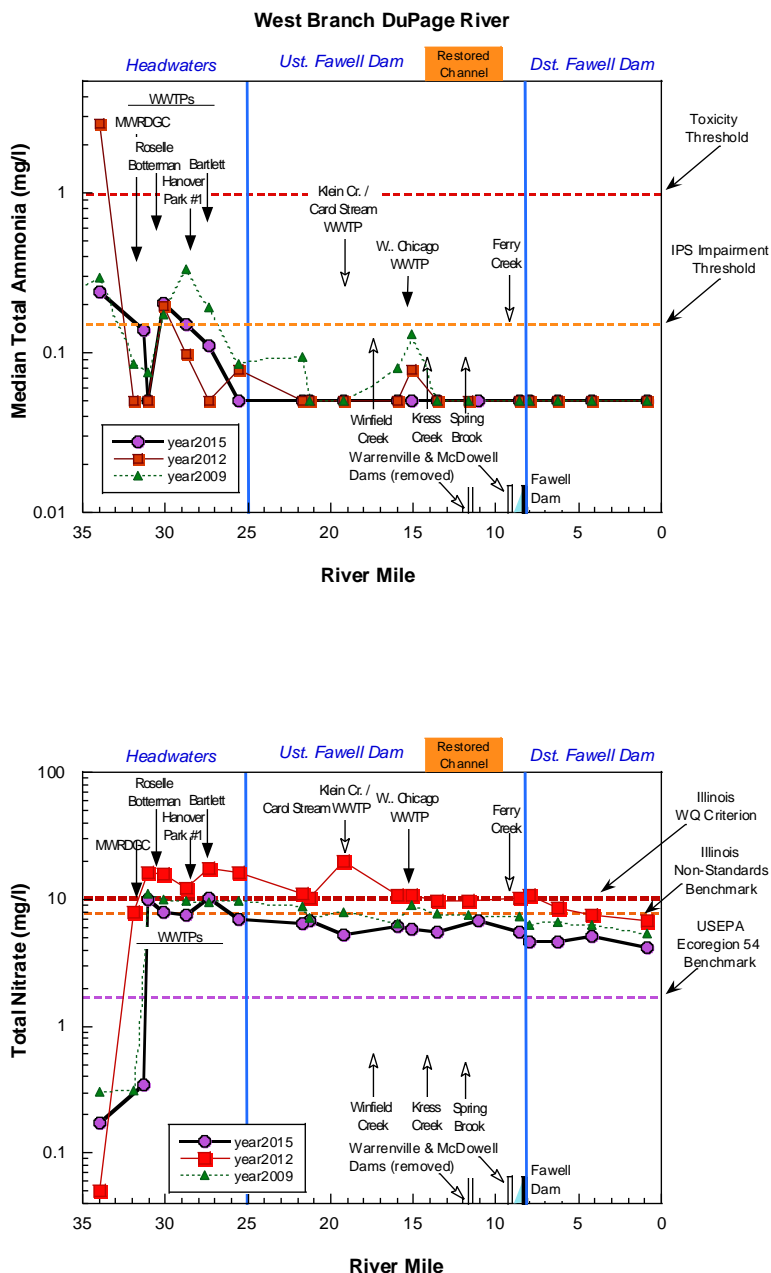 West Branch DuPage River
Headwaters
Ust. Fawell Dam
Restored
Channel
Dst. Fawell Dam
WWTPs
MWRDGC
Roselle
Botterman
Bartlett
Hanover
Park #1
Klein Cr. /
Carol Stream
WWTP
W.. Chicago
WWTP
Ferry
Creek
Toxicity
Threshold
IPS Impairment
Threshold
Median Total Ammonia (mg/l)
1
0.1
0.01
Winfield
Creek
Kress
Creek
Spring
Brook
Warrenville & McDowell
Dams (removed)
Fawell
Dam
year2015
year2012
year2009
35 30 25 20 15 10 5 0
River Mile
Headwaters
Ust. Fawell Dam
Restored
Channel
Dst. Fawell Dam
Roselle
Botterman
Bartlett
Hanover
Park #1
MWRDGC
WWTPs
Klein Cr. /
Carol Stream WWTP
W.. Chicago
WWTP
Ferry
Creek
Illinois
WQ Criterion
Illinois
Non-Standards
Benchmark
USEPA
Ecoregion 54
Benchmark
Total Nitrate (mg/l)
100
10
1
0.1
Winfield
Creek
Kress
Creek
Spring
Brook
Warrenville & McDowell
Dams (removed)
Fawell
Dam
year2015
year2012
year2009
35 30 25 20 15 10 5 0
River Mile